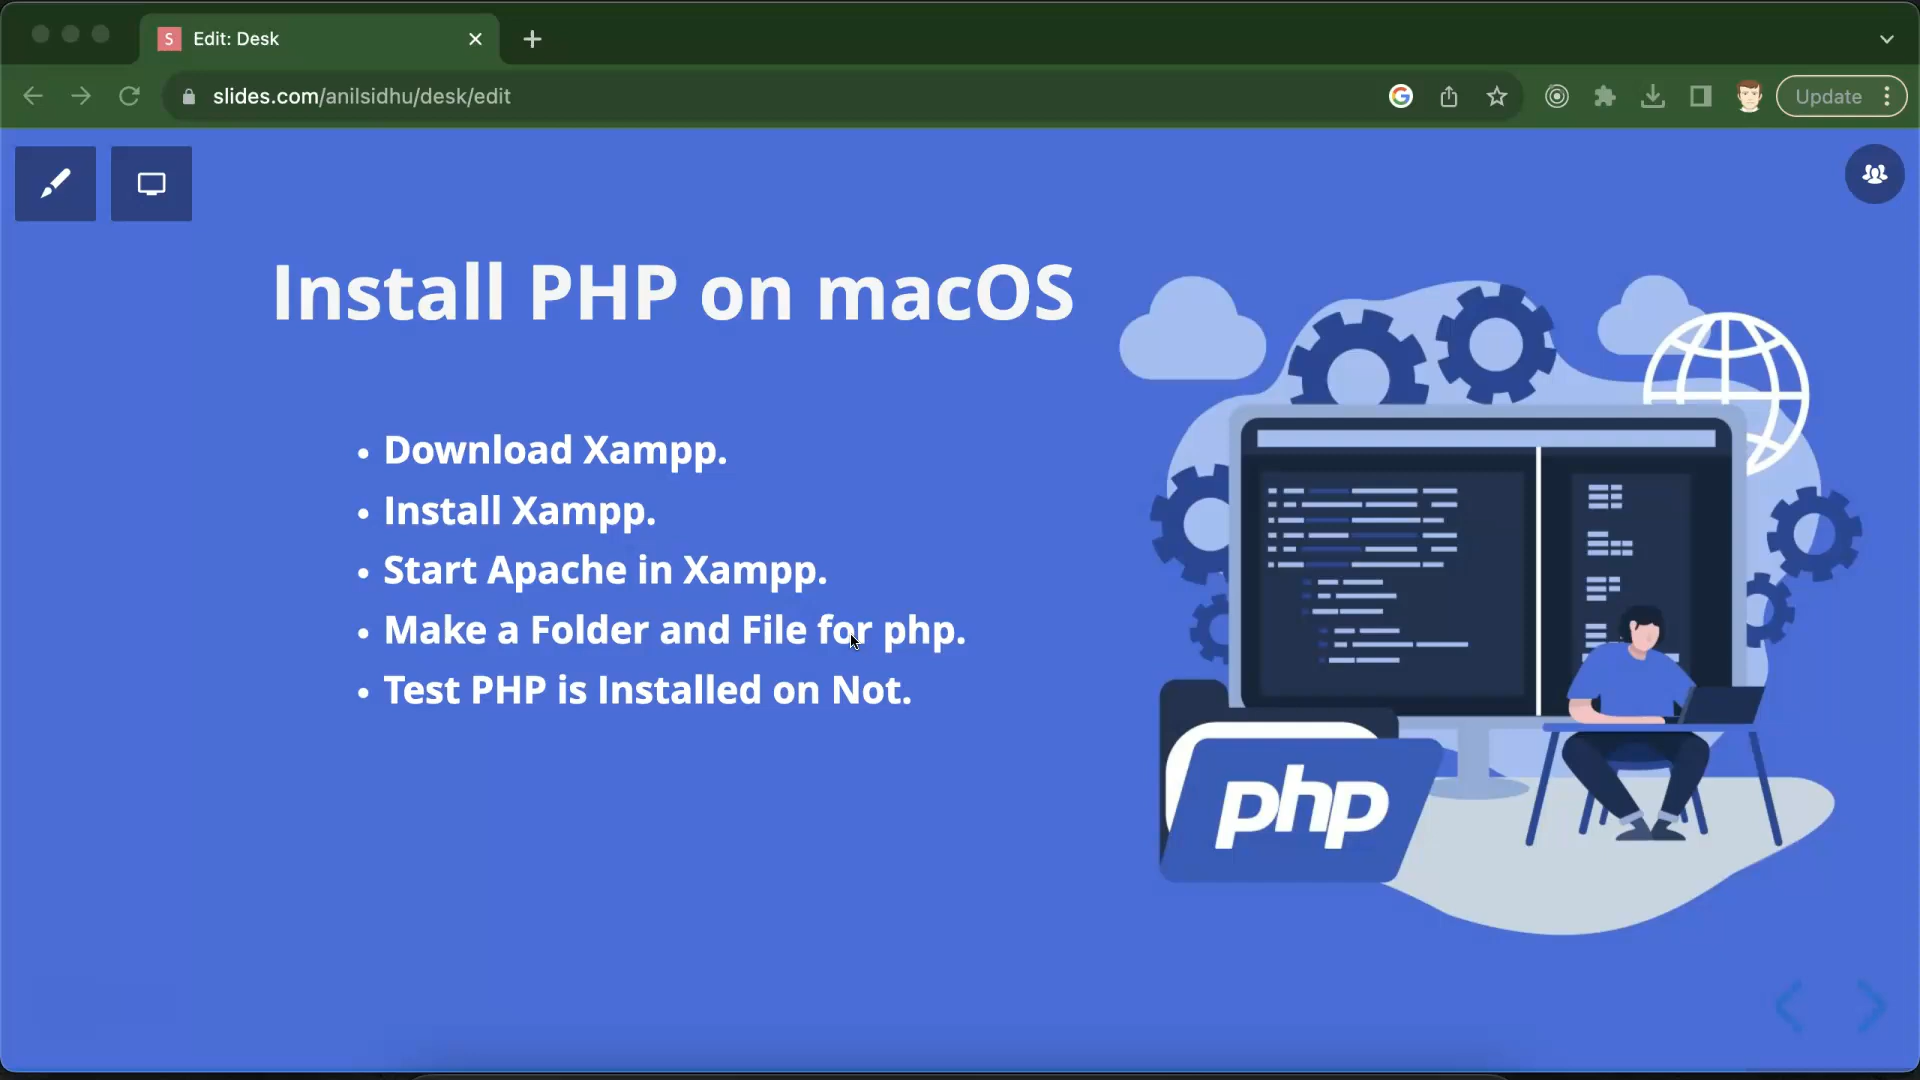 S Edit: Desk
slides.com/anilsidhu/desk/edit
Update
Install PHP on macOS
• Download Xampp.
• Install Xampp.
• Start Apache in Xampp.
• Make a Folder and File for php.
• Test PHP is Installed on Not.
php